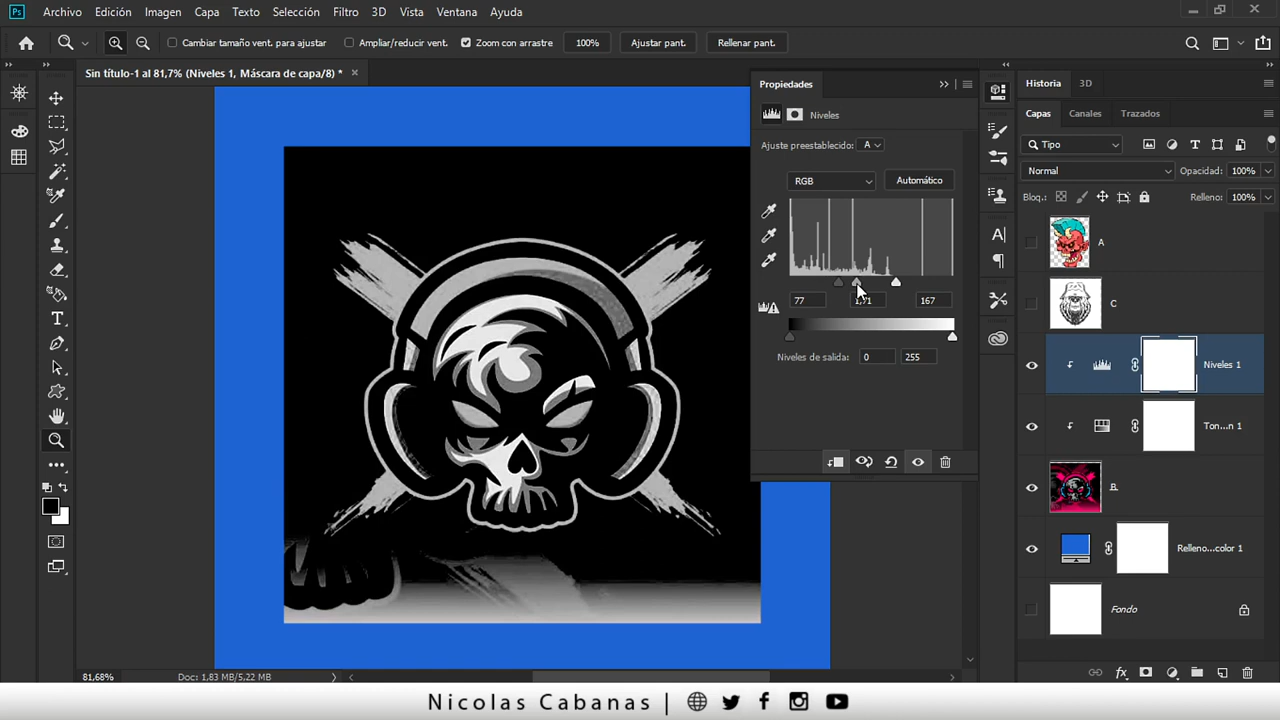 Ps Archivo Edición Imagen Capa Texto Selección Filtro 3D Vista Ventana Ayuda
Cambiar tamaño vent. para ajustar Ampliar/reducir vent. Zoom con arrastre 100% Ajustar pant. Rellenar pant.
Sin título-1 al 81,7% (Niveles 1, Máscara de capa/8) *
Propiedades
Niveles
Ajuste preestablecido: A
RGB Automático
77 167
Niveles de salida: 0 255
Historia 3D
Capas Canales Trazados
Tipo
Normal Opacidad: 100%
Bloq.: Relleno: 100%
A
C
Niveles 1
Ton...n 1
B
Relleno...color 1
Fondo
81,68% Doc: 1,83 MB/5,22 MB
Nicolas Cabanas |